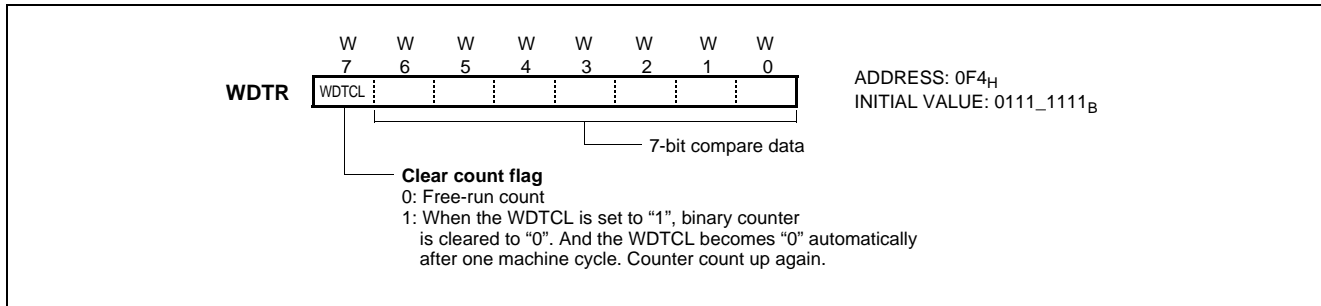 W W W W W W W W
7 6 5 4 3 2 1 0
WDTR WDTCL
ADDRESS: 0F4H
INITIAL VALUE: 0111_1111B
7-bit compare data
Clear count flag
0: Free-run count
1: When the WDTCL is set to “1”, binary counter
is cleared to “0”. And the WDTCL becomes “0” automatically
after one machine cycle. Counter count up again.